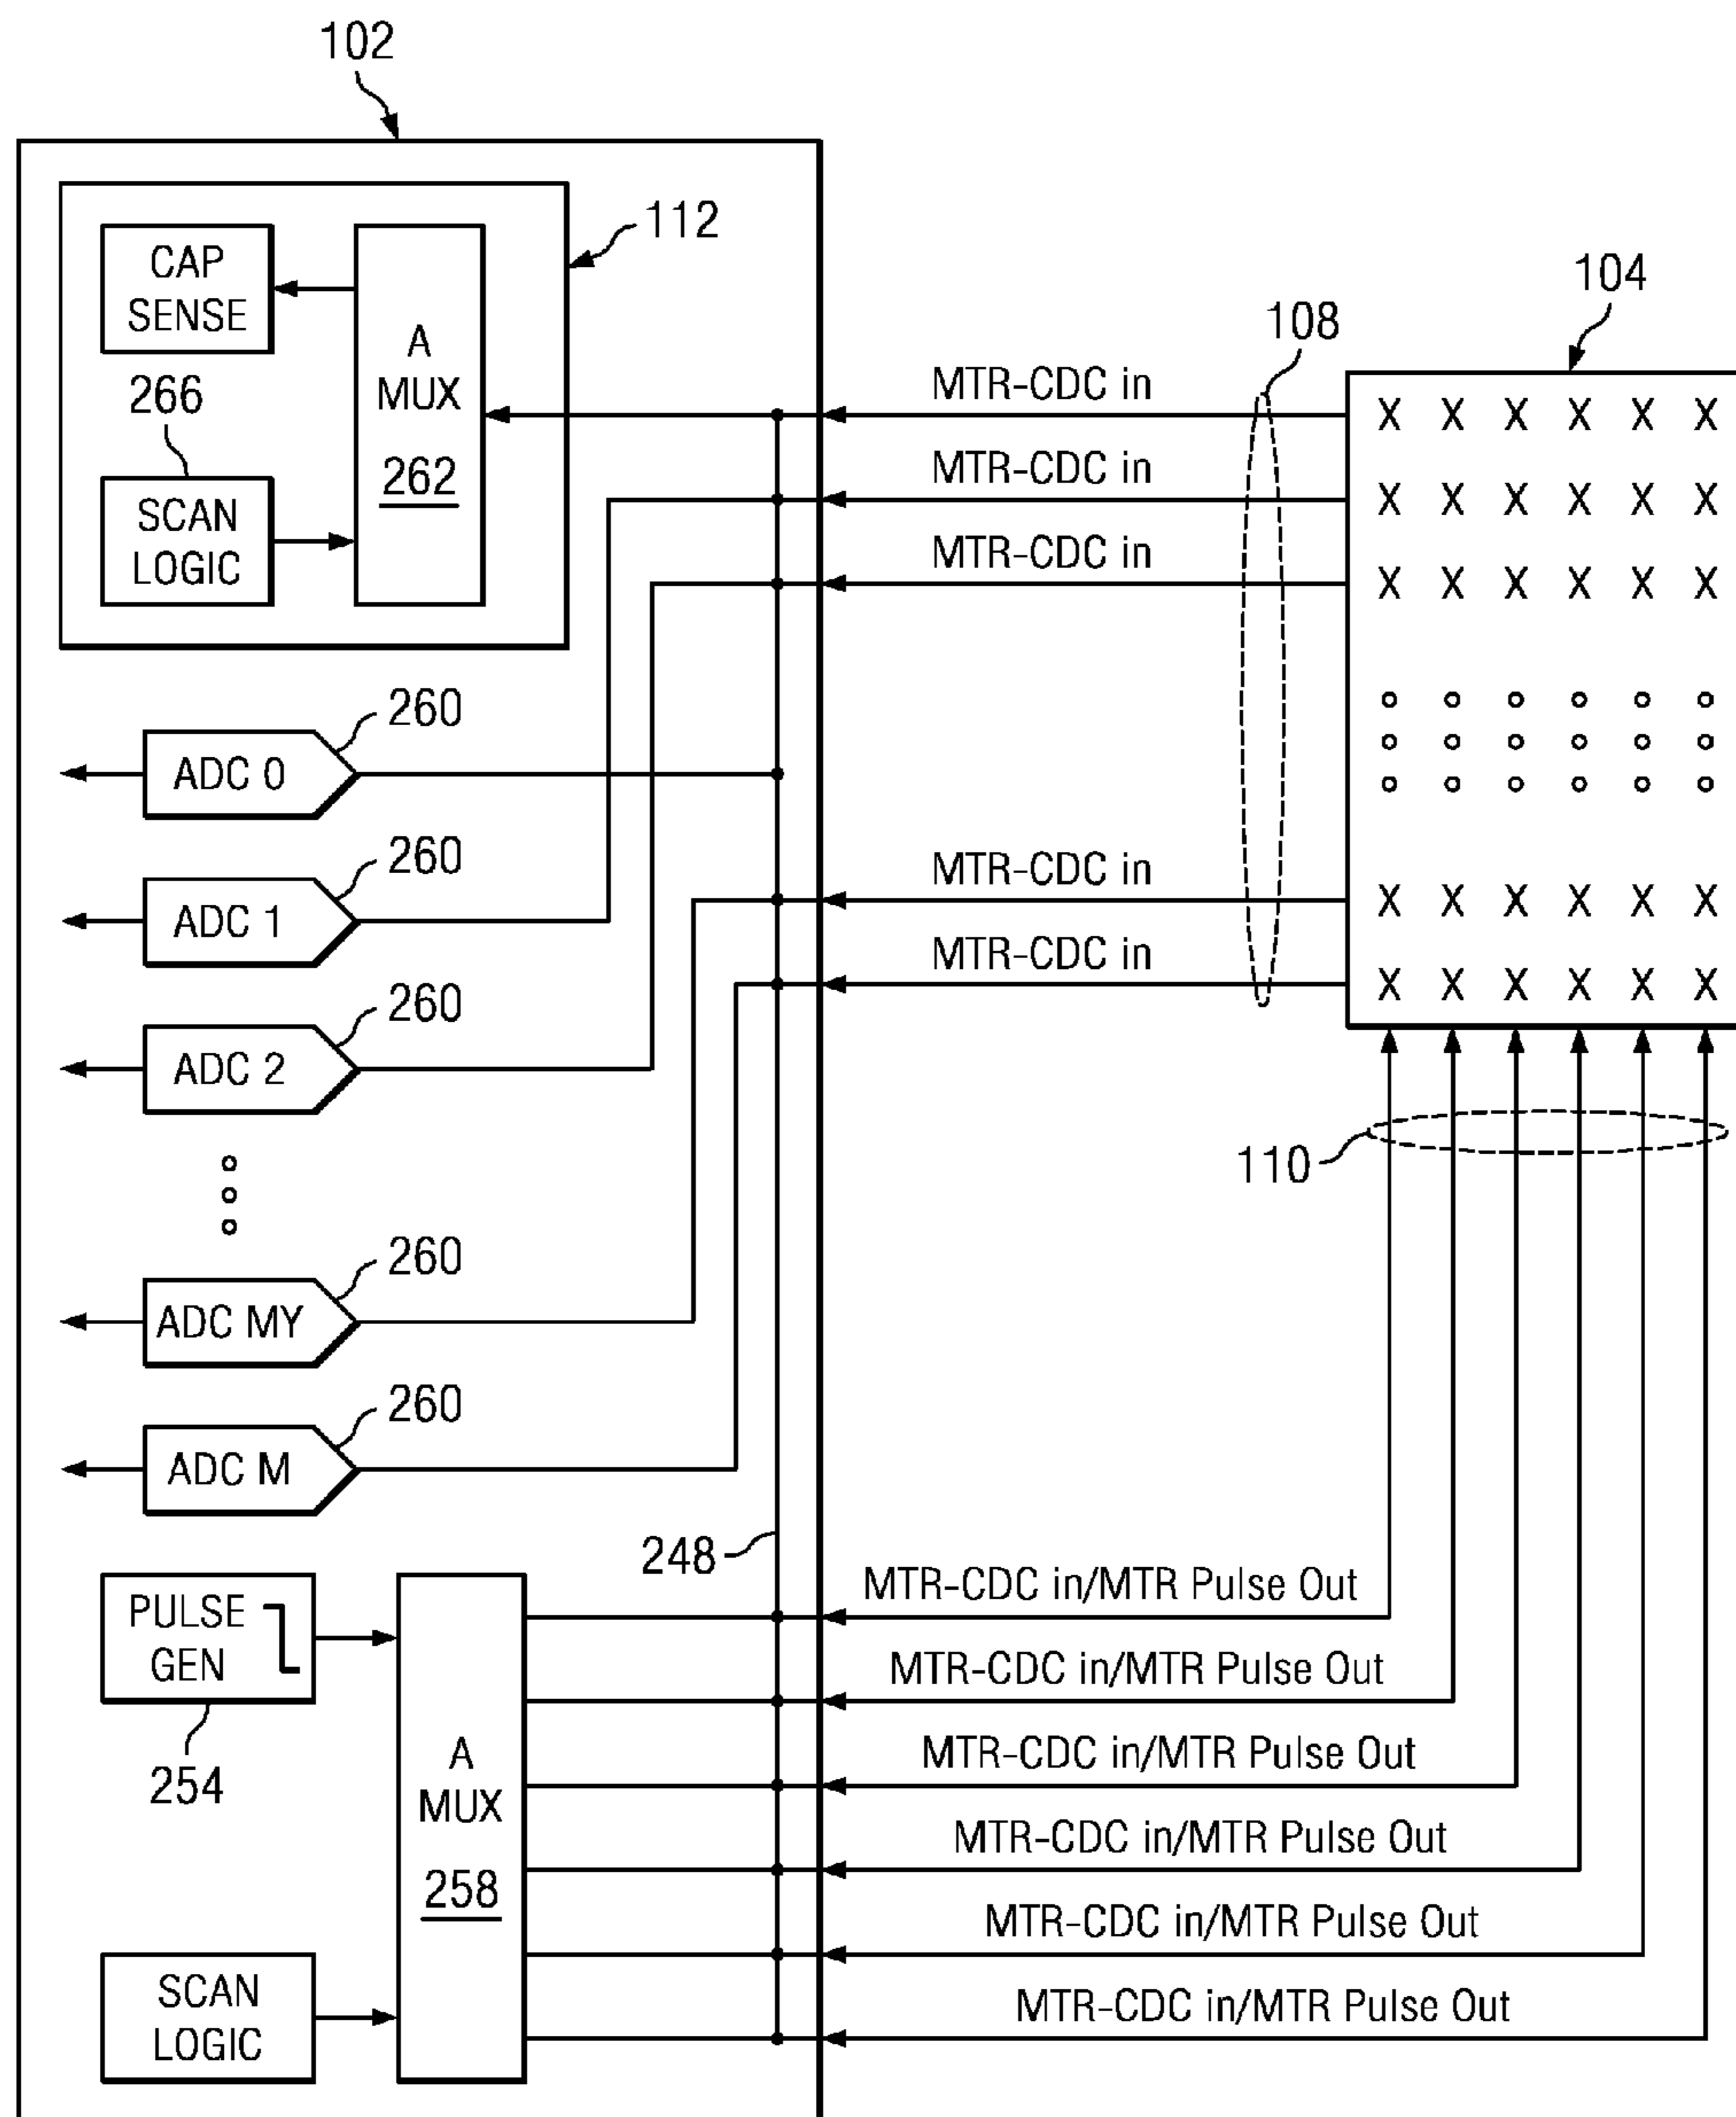 102
CAP
SENSE
266
SCAN
LOGIC
A
MUX
262
112
108
104
MTR-CDC in
MTR-CDC in
MTR-CDC in
MTR-CDC in
MTR-CDC in
X X X X X X
X X X X X X
X X X X X X
X X X X X X
X X X X X X
110
ADC 0
260
ADC 1
260
ADC 2
260
ADC MY
260
ADC M
260
248
PULSE
GEN
254
SCAN
LOGIC
A
MUX
258
MTR-CDC in/MTR Pulse Out
MTR-CDC in/MTR Pulse Out
MTR-CDC in/MTR Pulse Out
MTR-CDC in/MTR Pulse Out
MTR-CDC in/MTR Pulse Out
MTR-CDC in/MTR Pulse Out